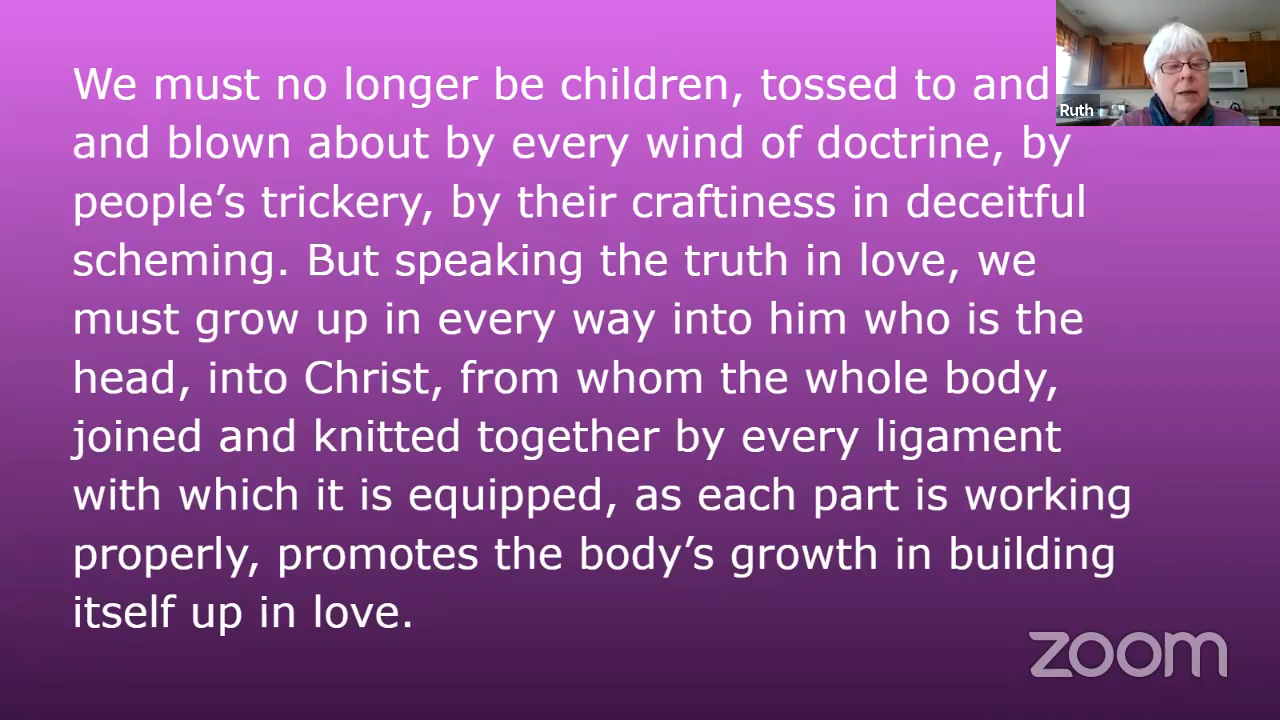 We must no longer be children, tossed to and
and blown about by every wind of doctrine, by
people’s trickery, by their craftiness in deceitful
scheming. But speaking the truth in love, we
must grow up in every way into him who is the
head, into Christ, from whom the whole body,
joined and knitted together by every ligament
with which it is equipped, as each part is working
properly, promotes the body’s growth in building
itself up in love.
Ruth
zoom